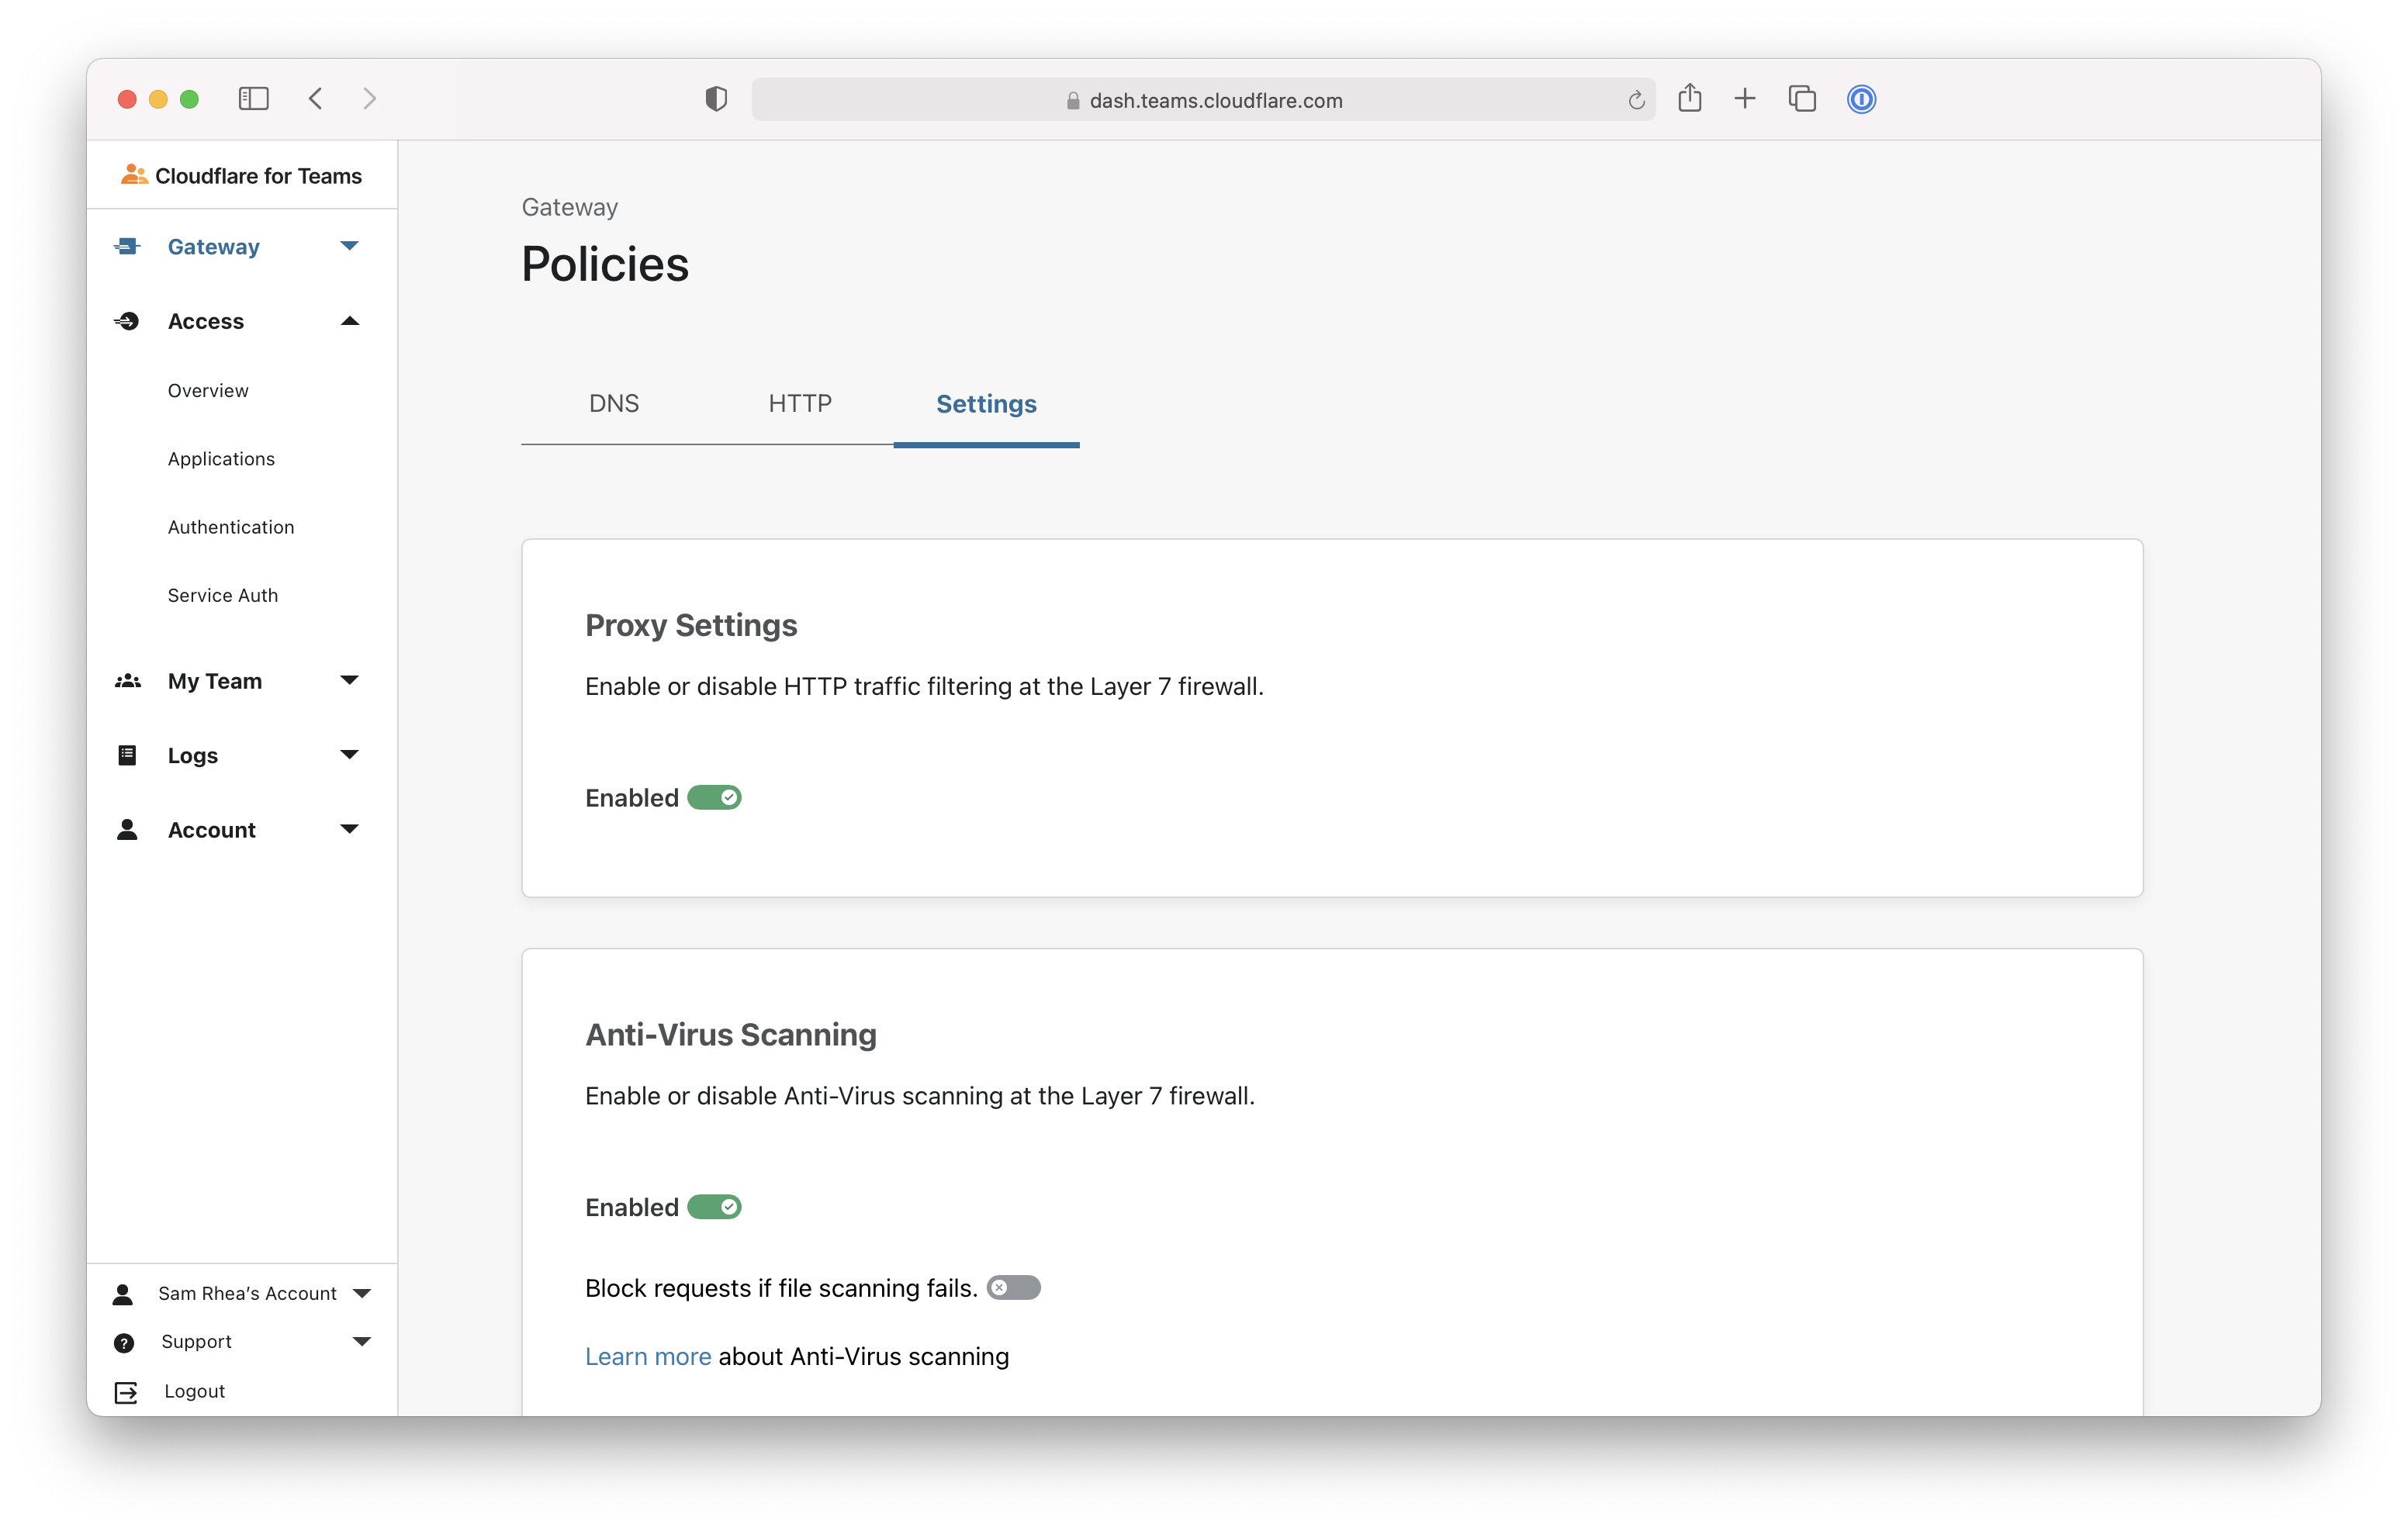 dash.teams.cloudflare.com
Cloudflare for Teams
Gateway
Access
Overview
Applications
Authentication
Service Auth
My Team
Logs
Account
Sam Rhea’s Account
Support
Logout
Gateway
Policies
DNS HTTP Settings
Proxy Settings
Enable or disable HTTP traffic filtering at the Layer 7 firewall.
Enabled
Anti-Virus Scanning
Enable or disable Anti-Virus scanning at the Layer 7 firewall.
Enabled
Block requests if file scanning fails.
Learn more about Anti-Virus scanning